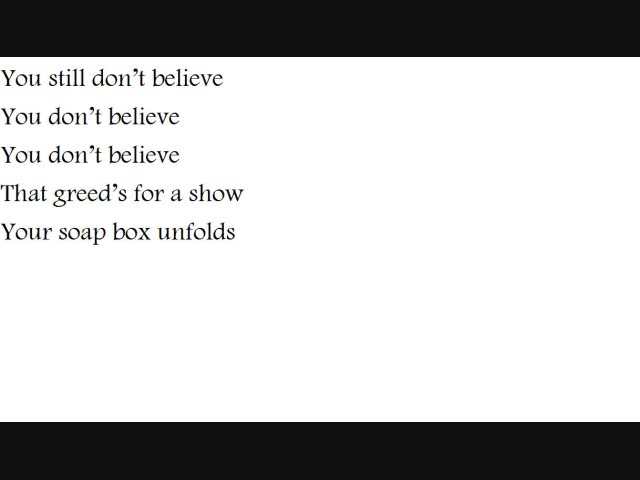 You still don’t believe
You don’t believe
You don’t believe
That greed’s for a show
Your soap box unfolds